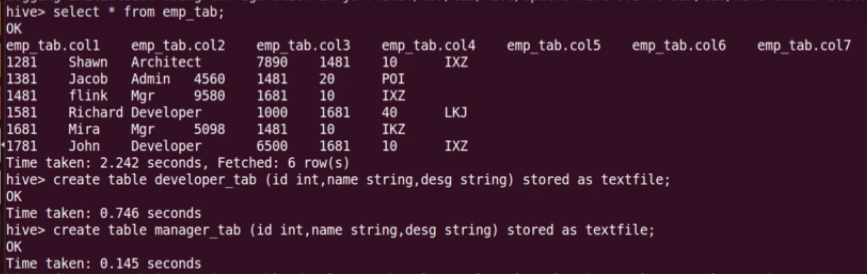 hive> select * from emp_tab;
OK
emp_tab.col1 emp_tab.col2 emp_tab.col3 emp_tab.col4 emp_tab.col5 emp_tab.col6 emp_tab.col7
1281 Shawn Architect 7890 1481 10 IXZ
1381 Jacob Admin 4560 1481 20 POI
1481 flink Mgr 9580 1681 10 IXZ
1581 Richard Developer 1000 1681 40 LKJ
1681 Mira Mgr 5098 1481 10 IKZ
1781 John Developer 6500 1681 10 IXZ
Time taken: 2.242 seconds, Fetched: 6 row(s)
hive> create table developer_tab (id int,name string,desg string) stored as textfile;
OK
Time taken: 0.746 seconds
hive> create table manager_tab (id int,name string,desg string) stored as textfile;
OK
Time taken: 0.145 seconds